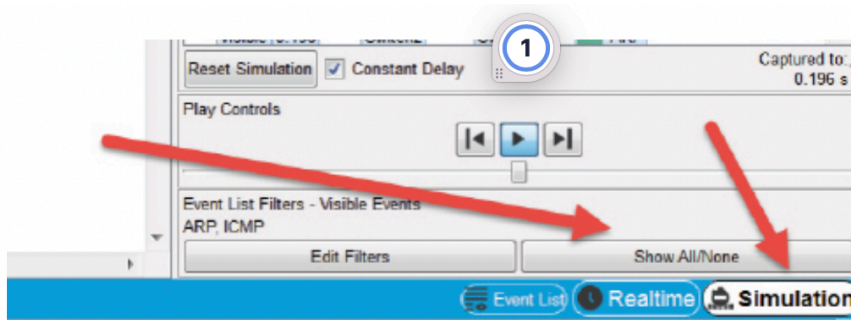 1
Reset Simulation Constant Delay
Captured to:
0.196 s
Play Controls
Event List Filters - Visible Events
ARP, ICMP
Edit Filters Show All/None
Event List Realtime Simulation